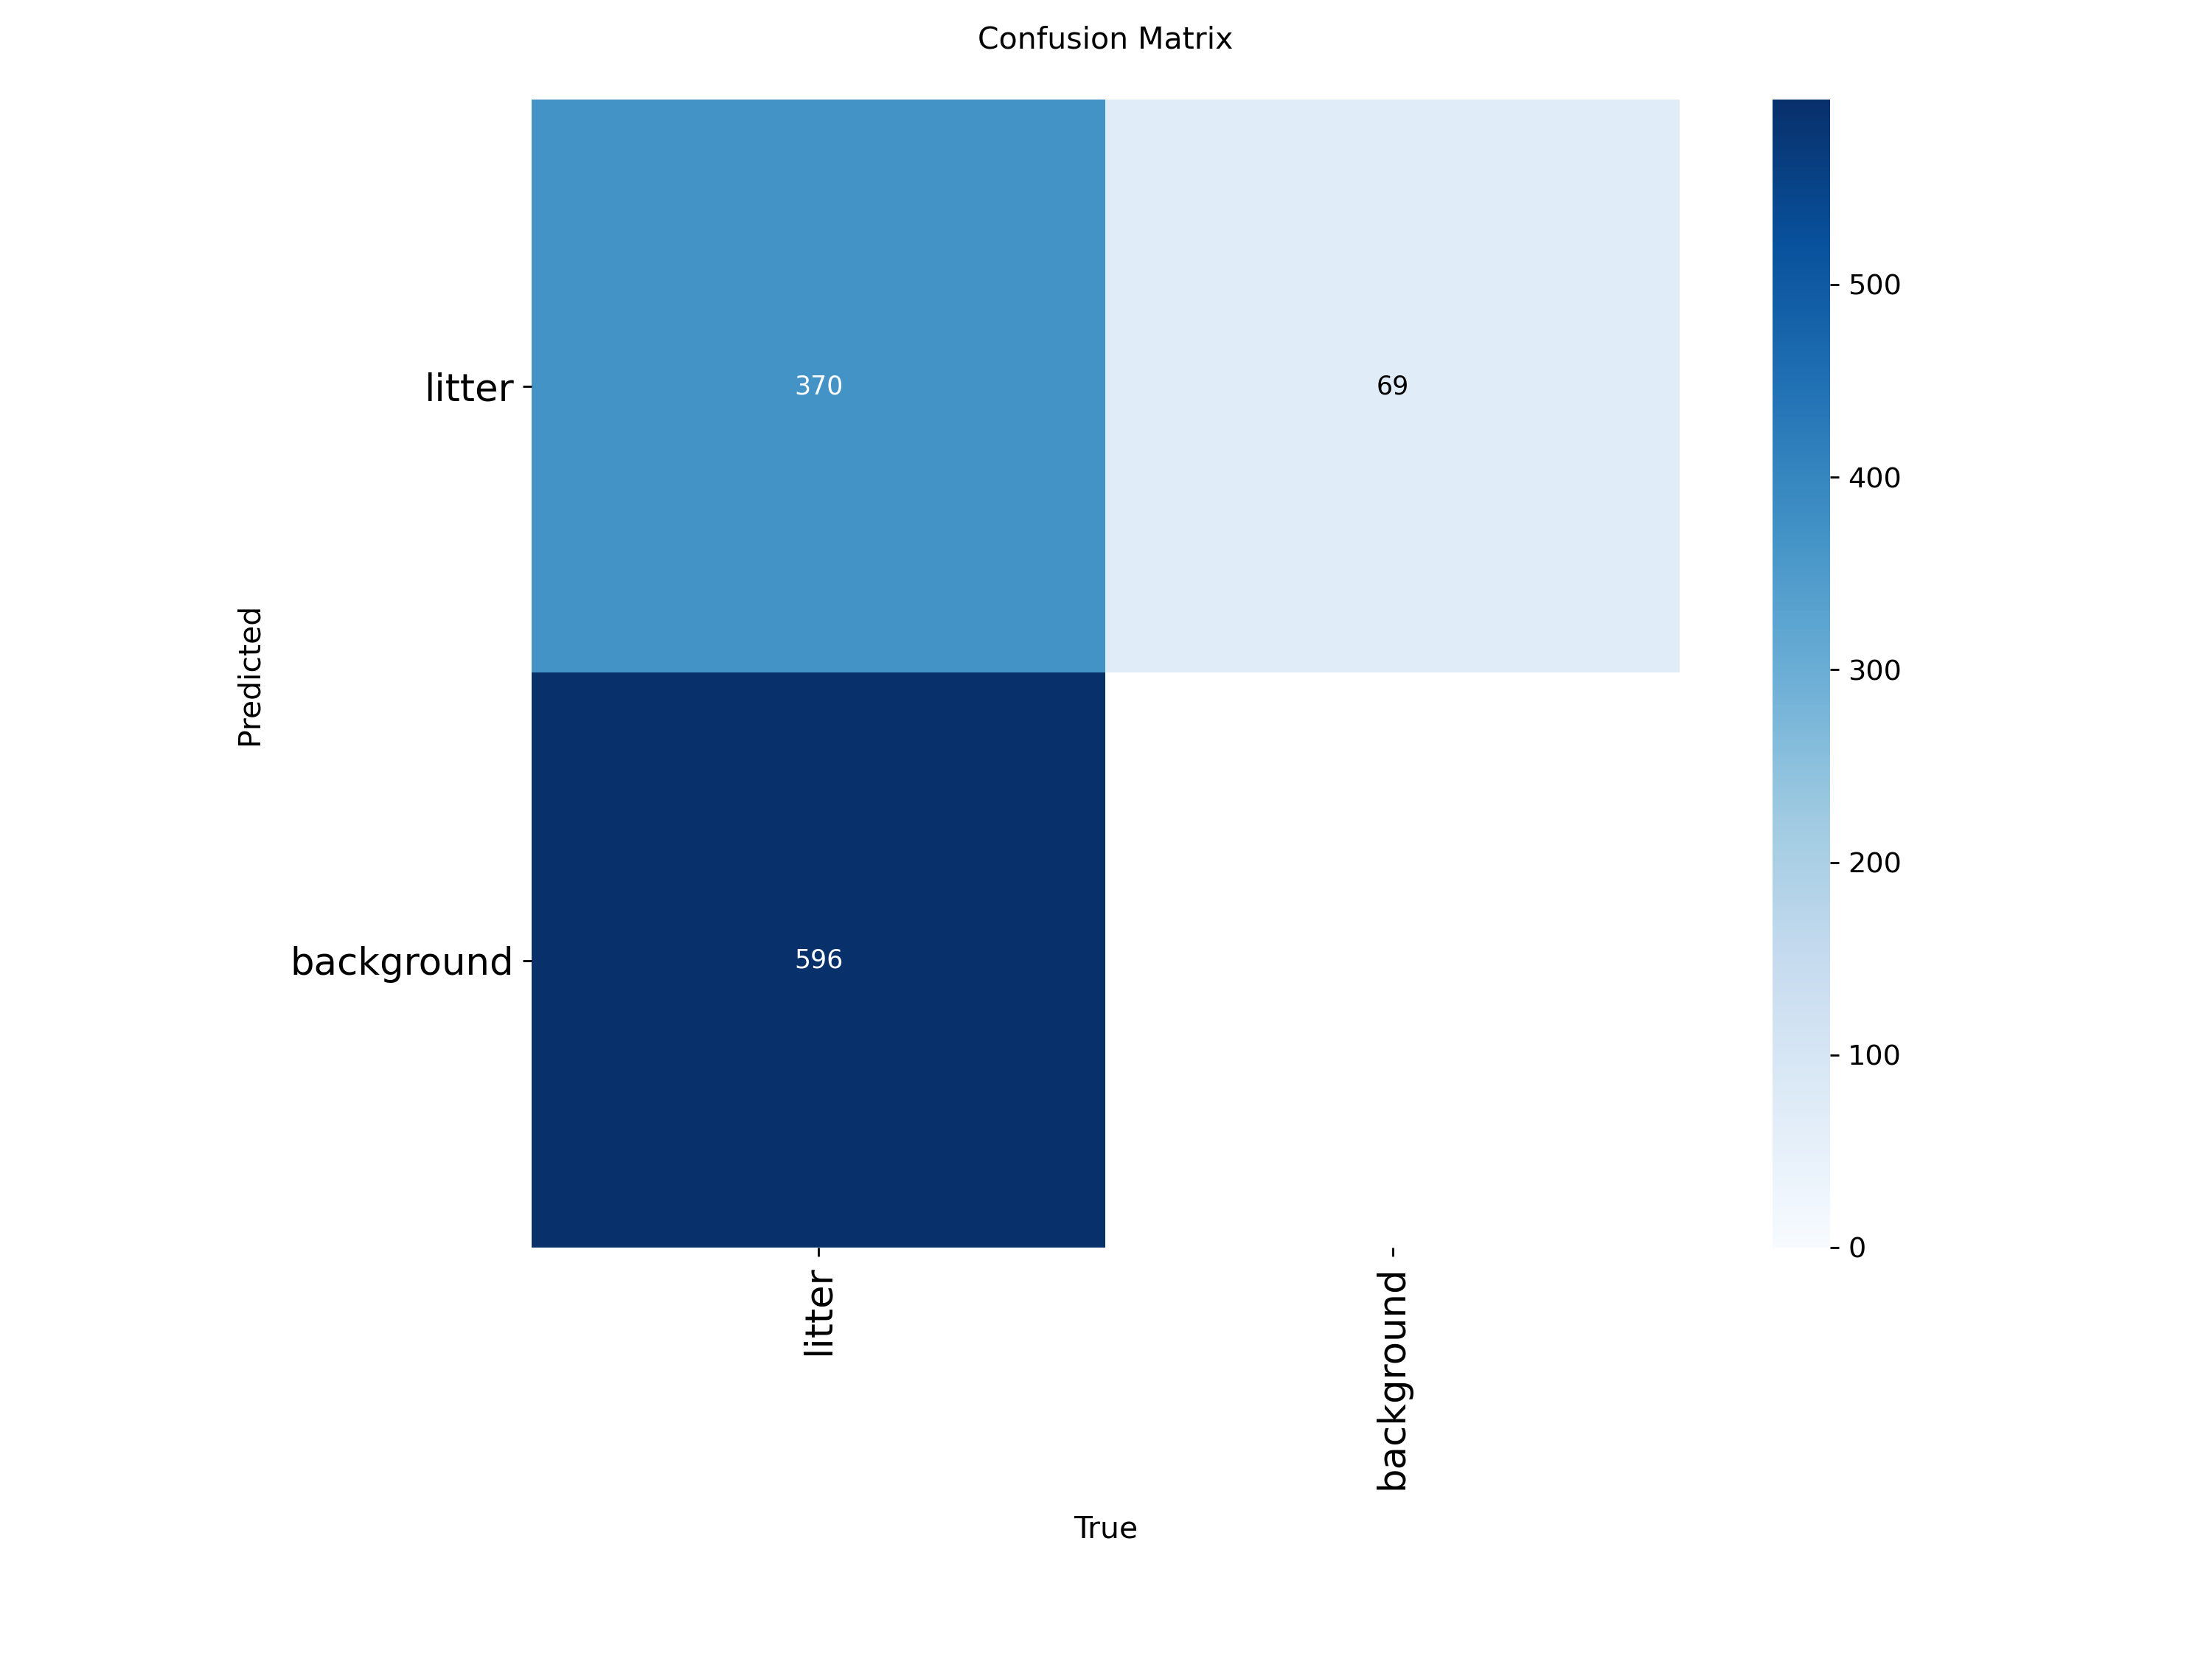 Confusion Matrix
litter
370
69
500
400
300
200
100
0
Predicted
background
596
litter
background
True